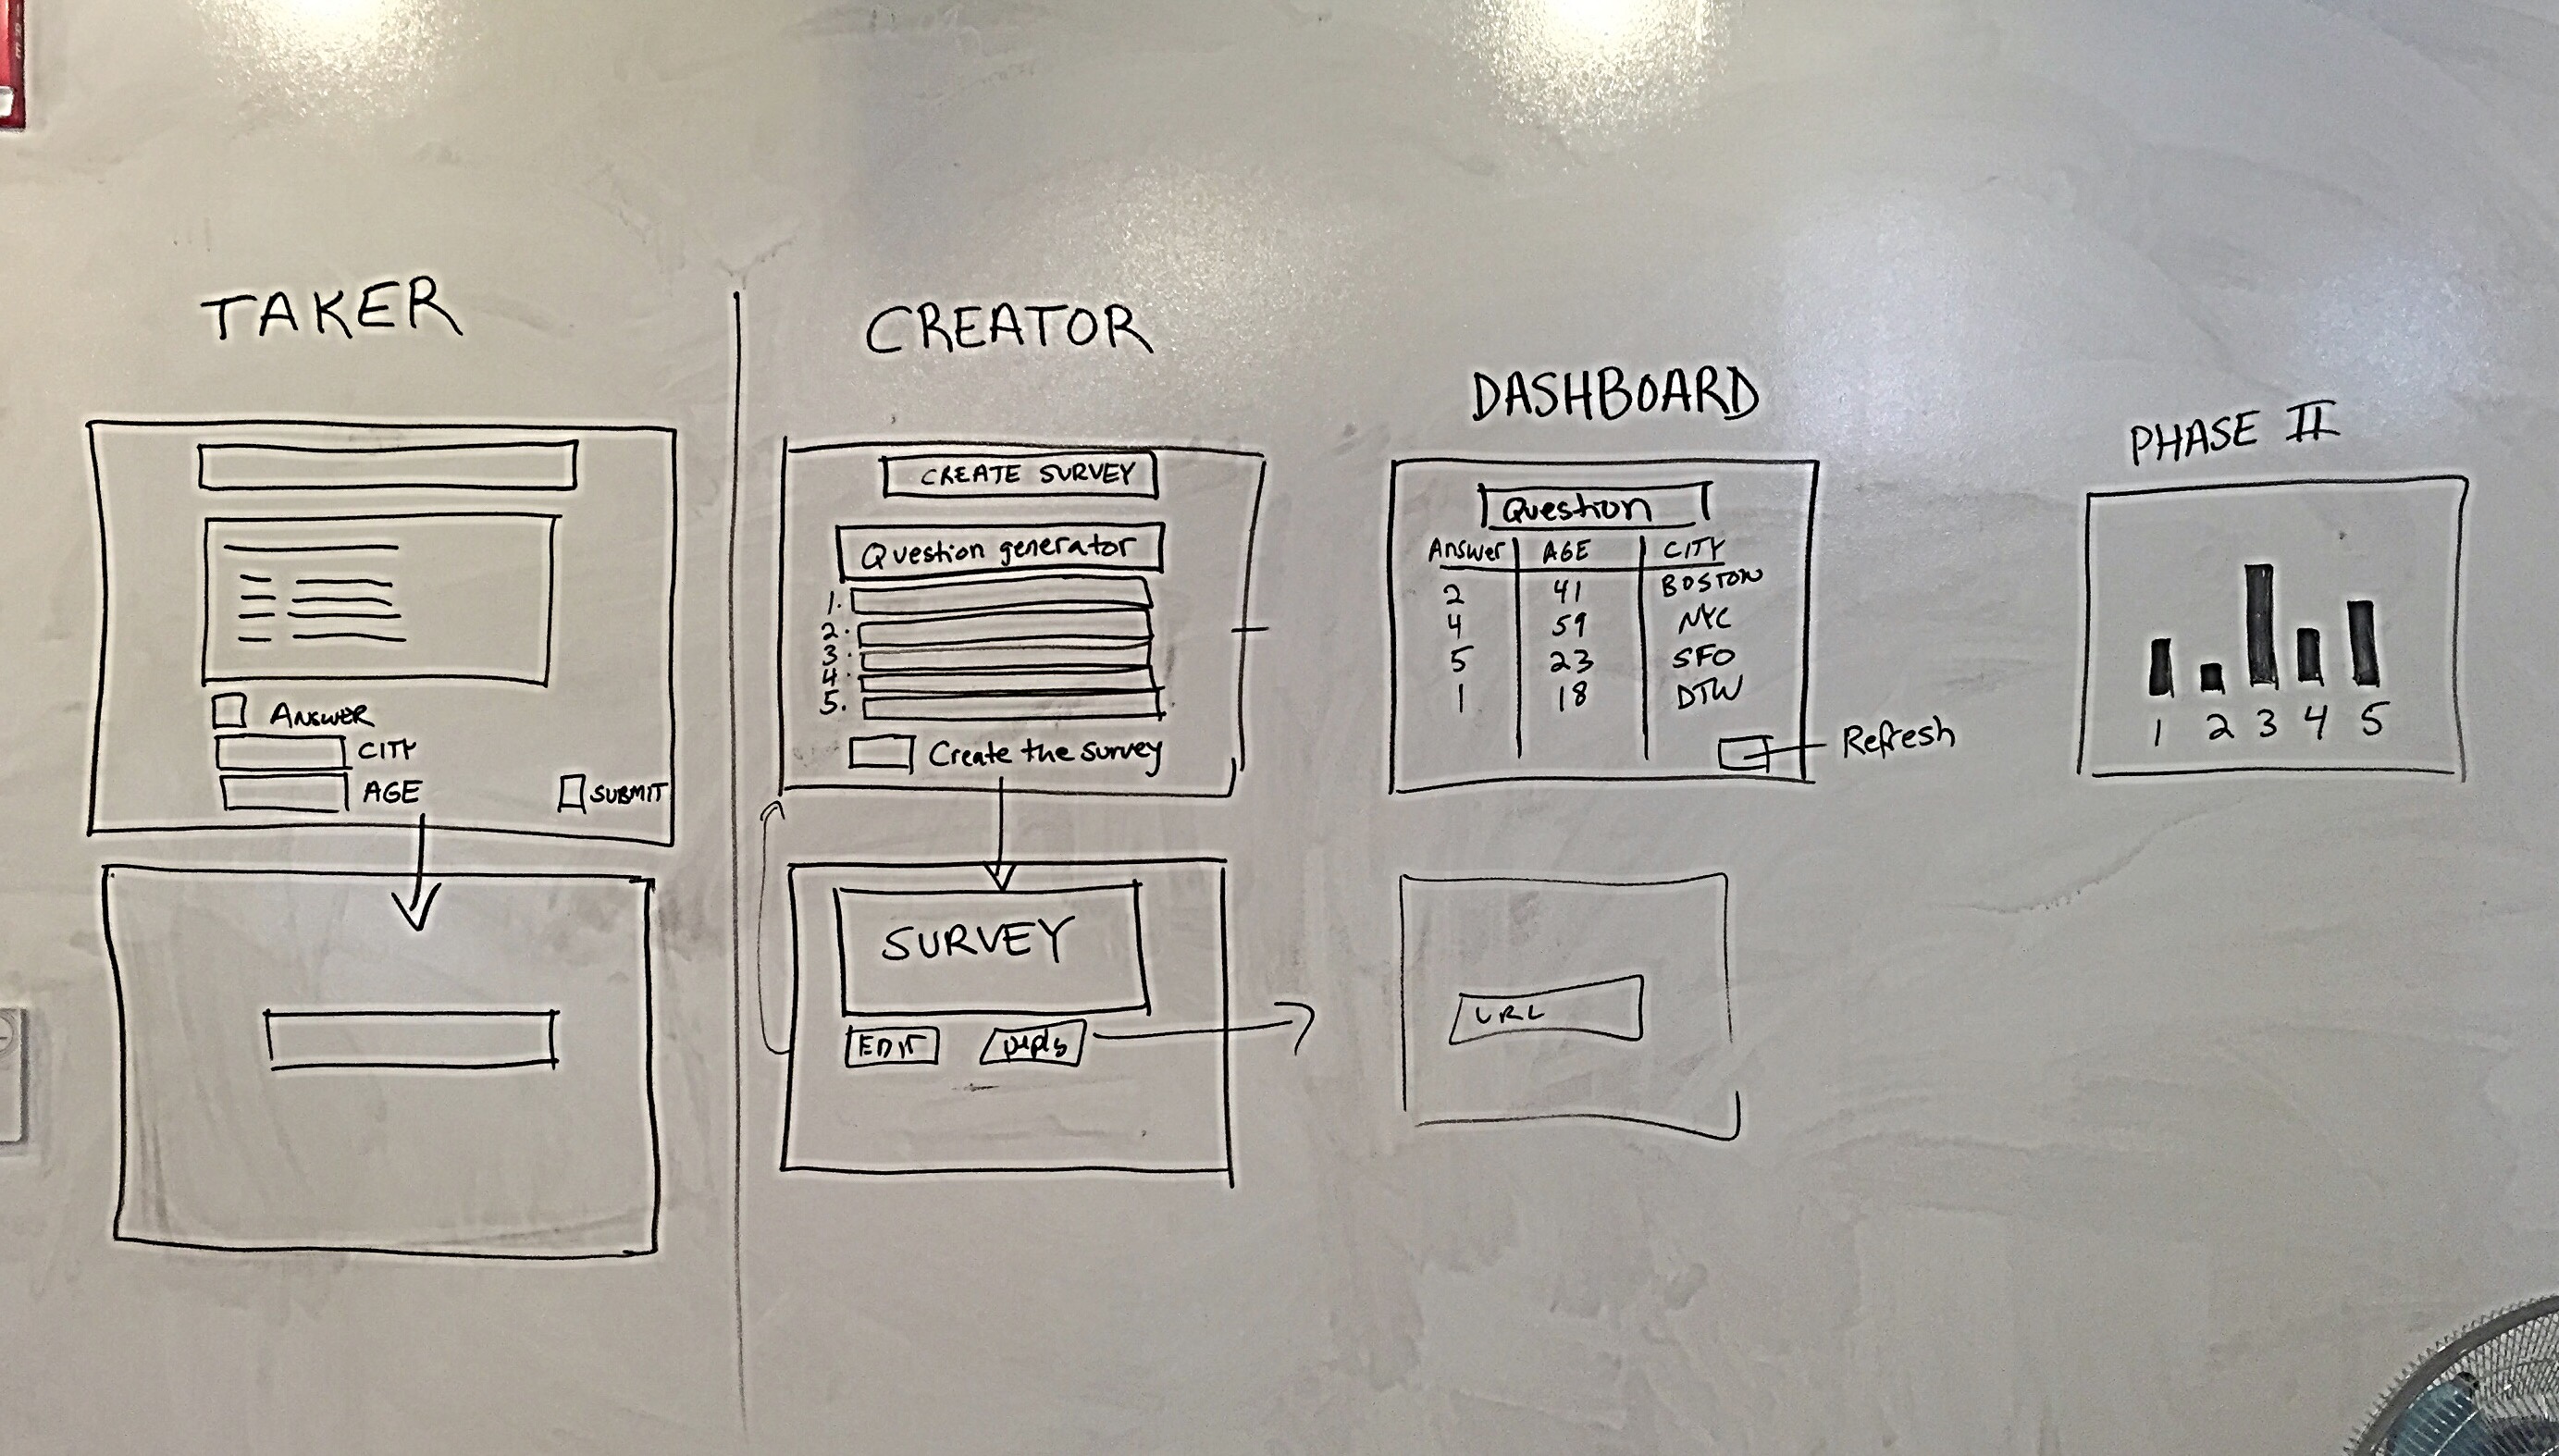 TAKER
ANSWER
CITY
AGE
SUBMIT
CREATOR
CREATE SURVEY
Question generator
1.
2.
3.
4.
5.
Create the survey
SURVEY
EDIT
DASHBOARD
Question
Answer AGE CITY
2 41 BOSTON
4 59 NYC
5 23 SFO
1 18 DTW
Refresh
URL
PHASE II
1 2 3 4 5